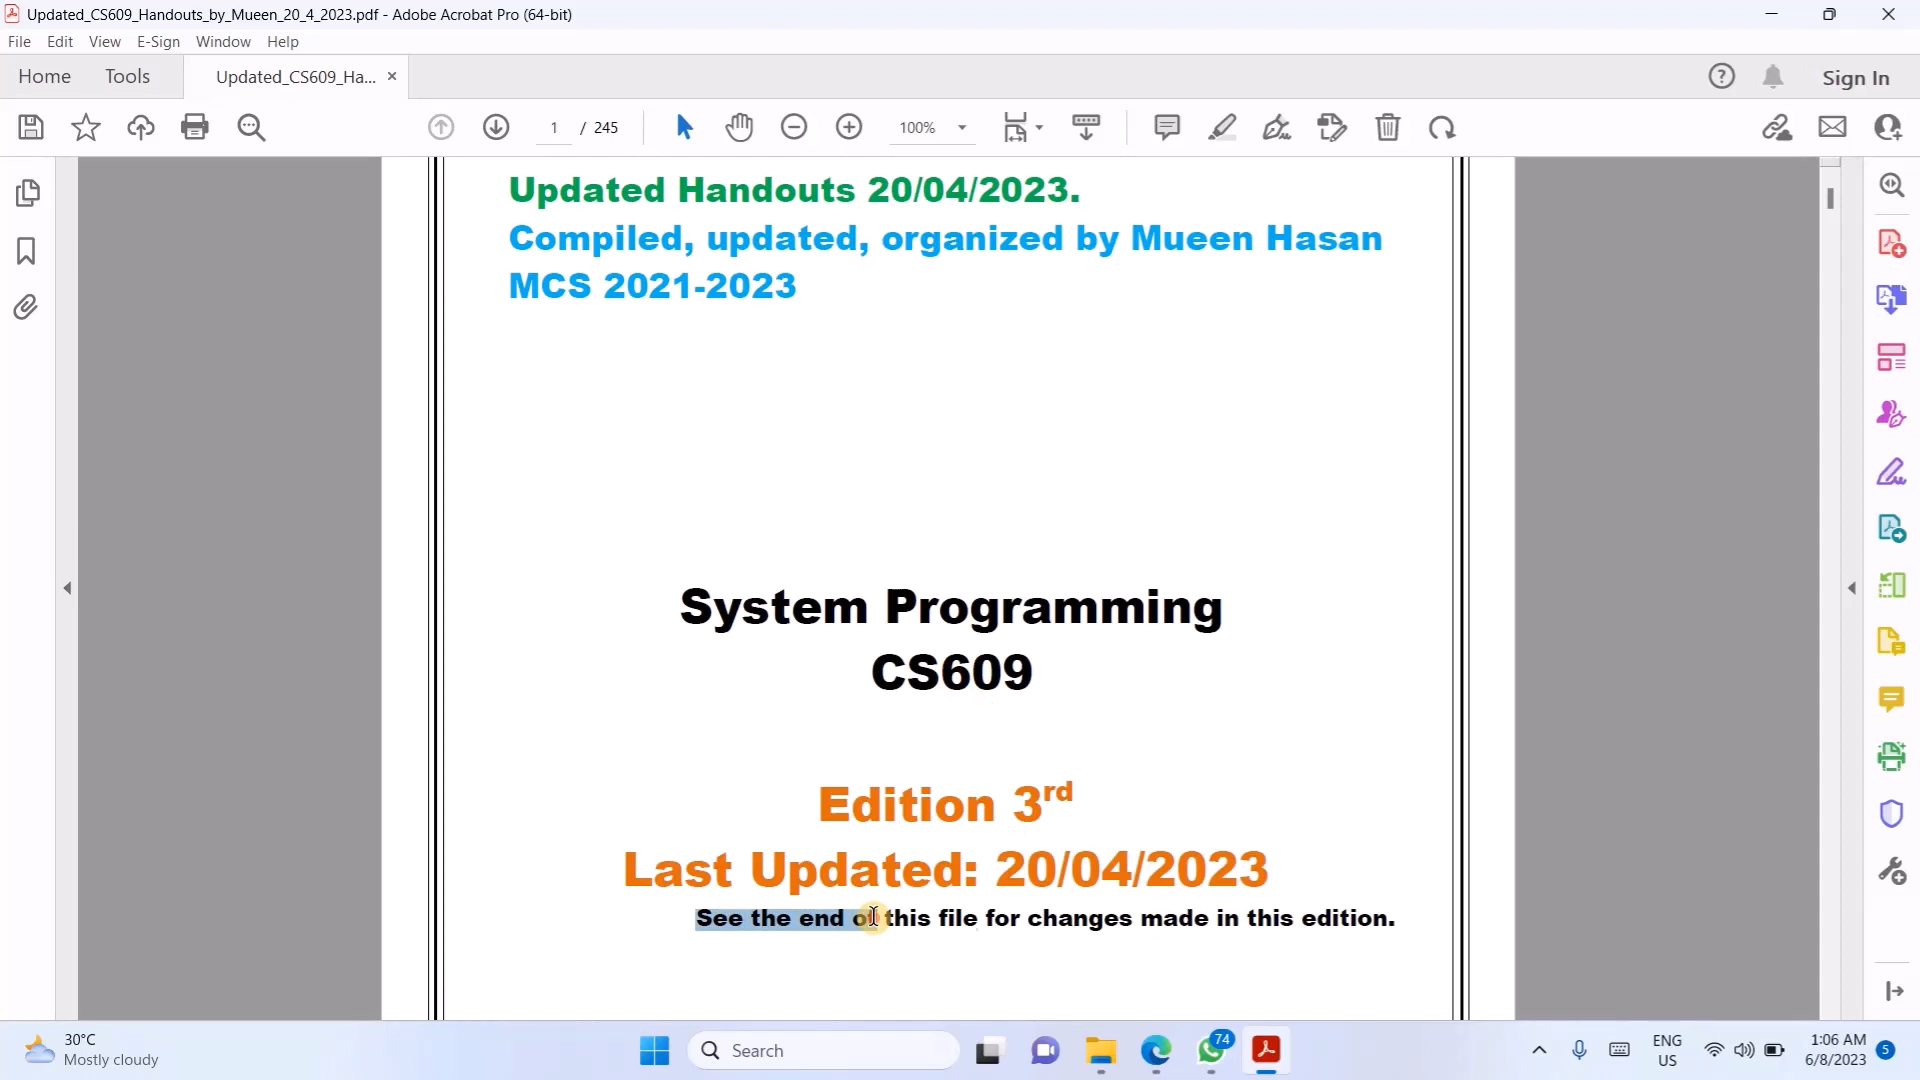 Updated_CS609_Handouts_by_Mueen_20_4_2023.pdf - Adobe Acrobat Pro (64-bit)
File Edit View E-Sign Window Help
Home Tools Updated_CS609_Ha... × Sign In
1 / 245 100%
Updated Handouts 20/04/2023.
Compiled, updated, organized by Mueen Hasan
MCS 2021-2023
System Programming
CS609
Edition 3rd
Last Updated: 20/04/2023
See the end of this file for changes made in this edition.
30°C
Mostly cloudy
Search
74
ENG
US
1:06 AM
6/8/2023
5